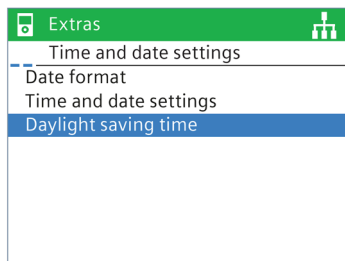 Extras
Time and date settings
Date format
Time and date settings
Daylight saving time